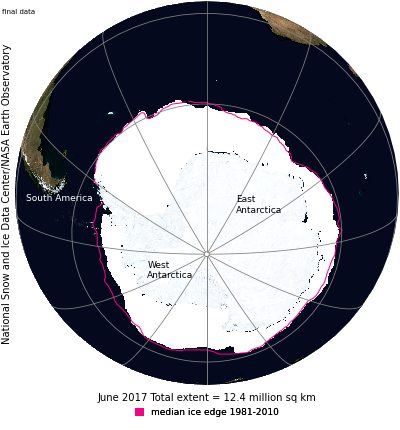 final data
National Snow and Ice Data Center/NASA Earth Observatory
South America
East
Antarctica
West
Antarctica
June 2017 Total extent = 12.4 million sq km
median ice edge 1981-2010